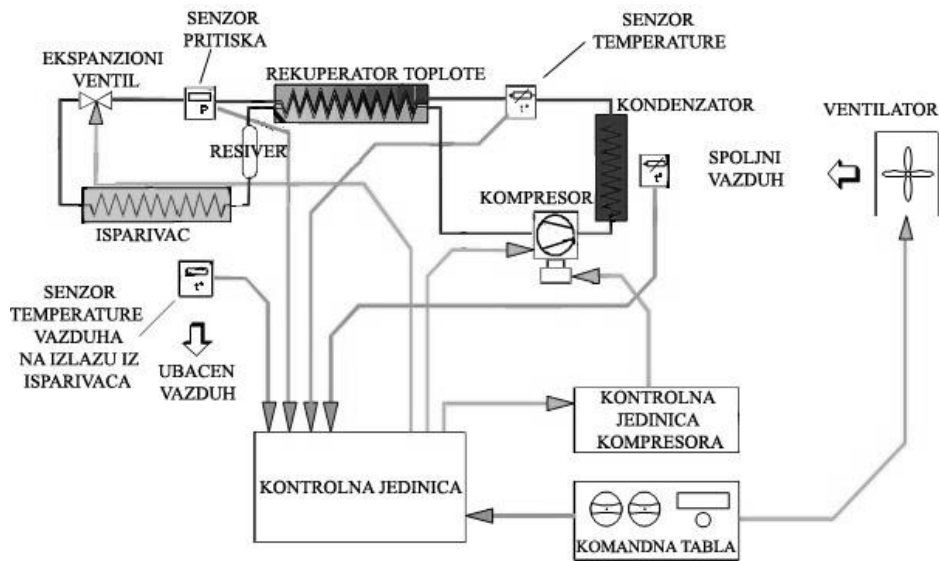 SENZOR
PRITISKA
SENZOR
TEMPERATURE
EKSPANZIONI
VENTIL
REKUPERATOR TOPLOTE
KONDENZATOR
VENTILATOR
P
t°
RESIVER
t°
SPOLJNI
VAZDUH
KOMPRESOR
ISPARIVAC
t°
SENZOR
TEMPERATURE
VAZDUHA
NA IZLAZU IZ
ISPARIVACA
UBACEN
VAZDUH
KONTROLNA
JEDINICA
KOMPRESORA
KONTROLNA JEDINICA
KOMANDNA TABLA